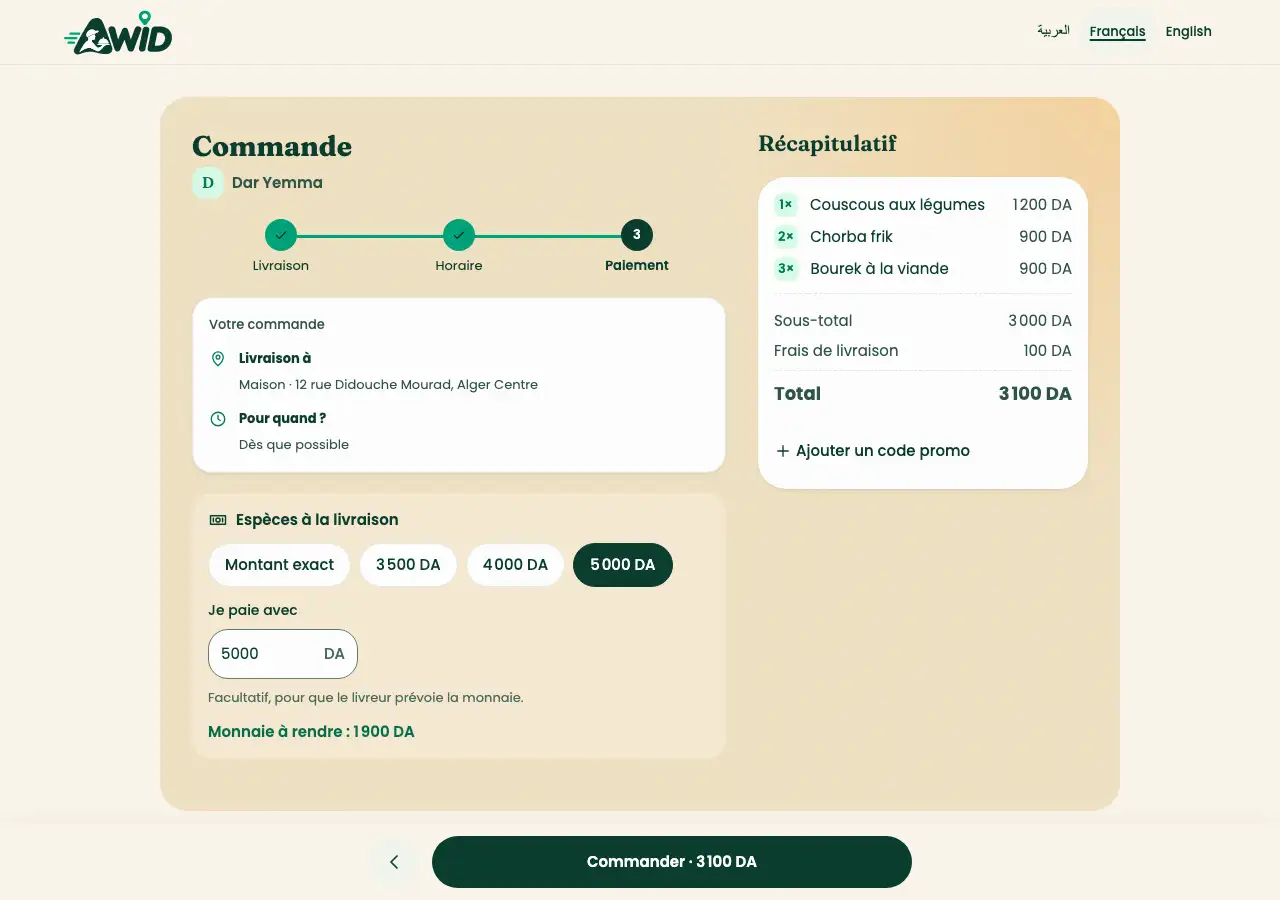 AWID
العربية
Français
English
Commande
D
Dar Yemma
3
Livraison
Horaire
Paiement
Votre commande
Livraison à
Maison · 12 rue Didouche Mourad, Alger Centre
Pour quand ?
Dès que possible
Espèces à la livraison
Montant exact
3 500 DA
4 000 DA
5 000 DA
Je paie avec
5000 DA
Facultatif, pour que le livreur prévoie la monnaie.
Monnaie à rendre : 1 900 DA
Récapitulatif
1× Couscous aux légumes 1 200 DA
2× Chorba frik 900 DA
3× Bourek à la viande 900 DA
Sous-total 3 000 DA
Frais de livraison 100 DA
Total 3 100 DA
+ Ajouter un code promo
Commander · 3 100 DA